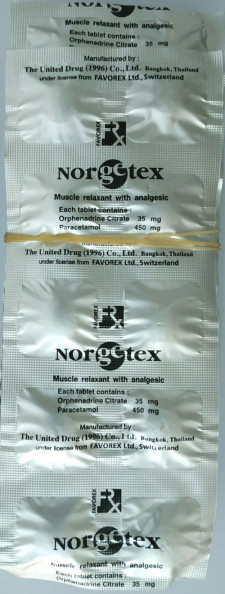 Norgetex
Muscle relaxant with analgesic
Each tablet contains :
Orphenadrine Citrate 35 mg
Manufactured by :
The United Drug (1996) Co., Ltd. Bangkok, Thailand
under license from FAVOREX Ltd., Switzerland
FAVOREX
Norgetex
Muscle relaxant with analgesic
Each tablet contains :
Orphenadrine Citrate 35 mg
Paracetamol 450 mg
The United Drug (1996) Co., Ltd. Bangkok, Thailand
under license from FAVOREX Ltd., Switzerland
FAVOREX
Norgetex
Muscle relaxant with analgesic
Each tablet contains :
Orphenadrine Citrate 35 mg
Paracetamol 450 mg
Manufactured by :
The United Drug (1996) Co., Ltd. Bangkok, Thailand
under license from FAVOREX Ltd., Switzerland
FAVOREX
Norgetex
Muscle relaxant with analgesic
Each tablet contains :
Orphenadrine Citrate 35 mg